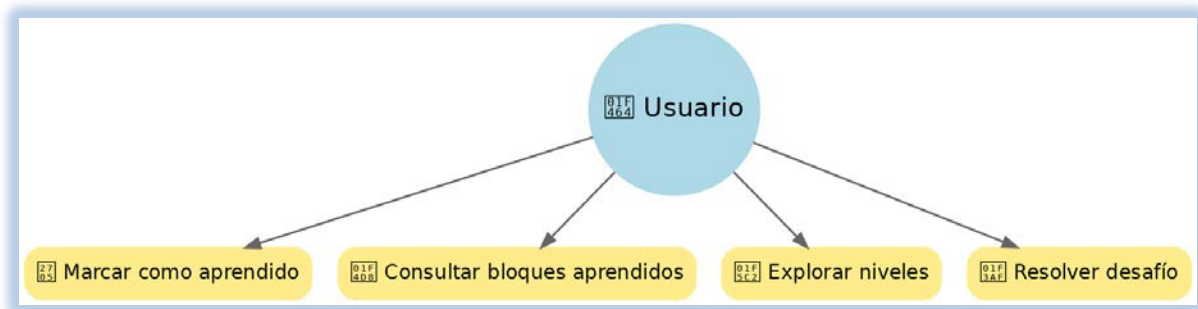 Usuario
Marcar como aprendido
Consultar bloques aprendidos
Explorar niveles
Resolver desafío